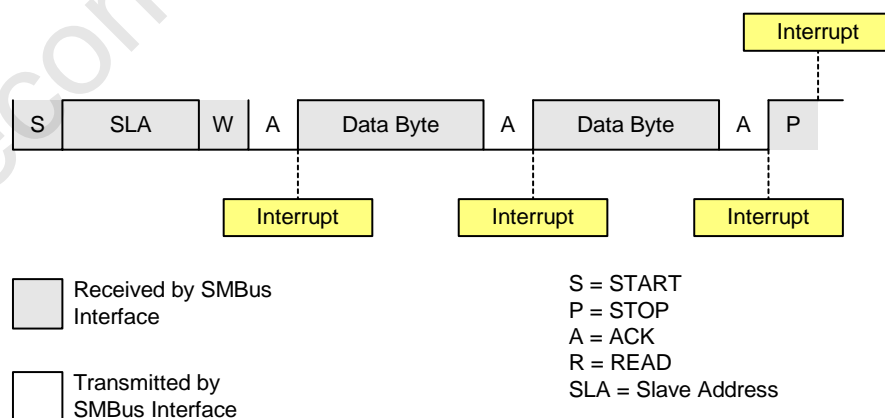 Interrupt
S SLA W A Data Byte A Data Byte A P
Interrupt Interrupt Interrupt
Received by SMBus
Interface
Transmitted by
SMBus Interface
S = START
P = STOP
A = ACK
R = READ
SLA = Slave Address